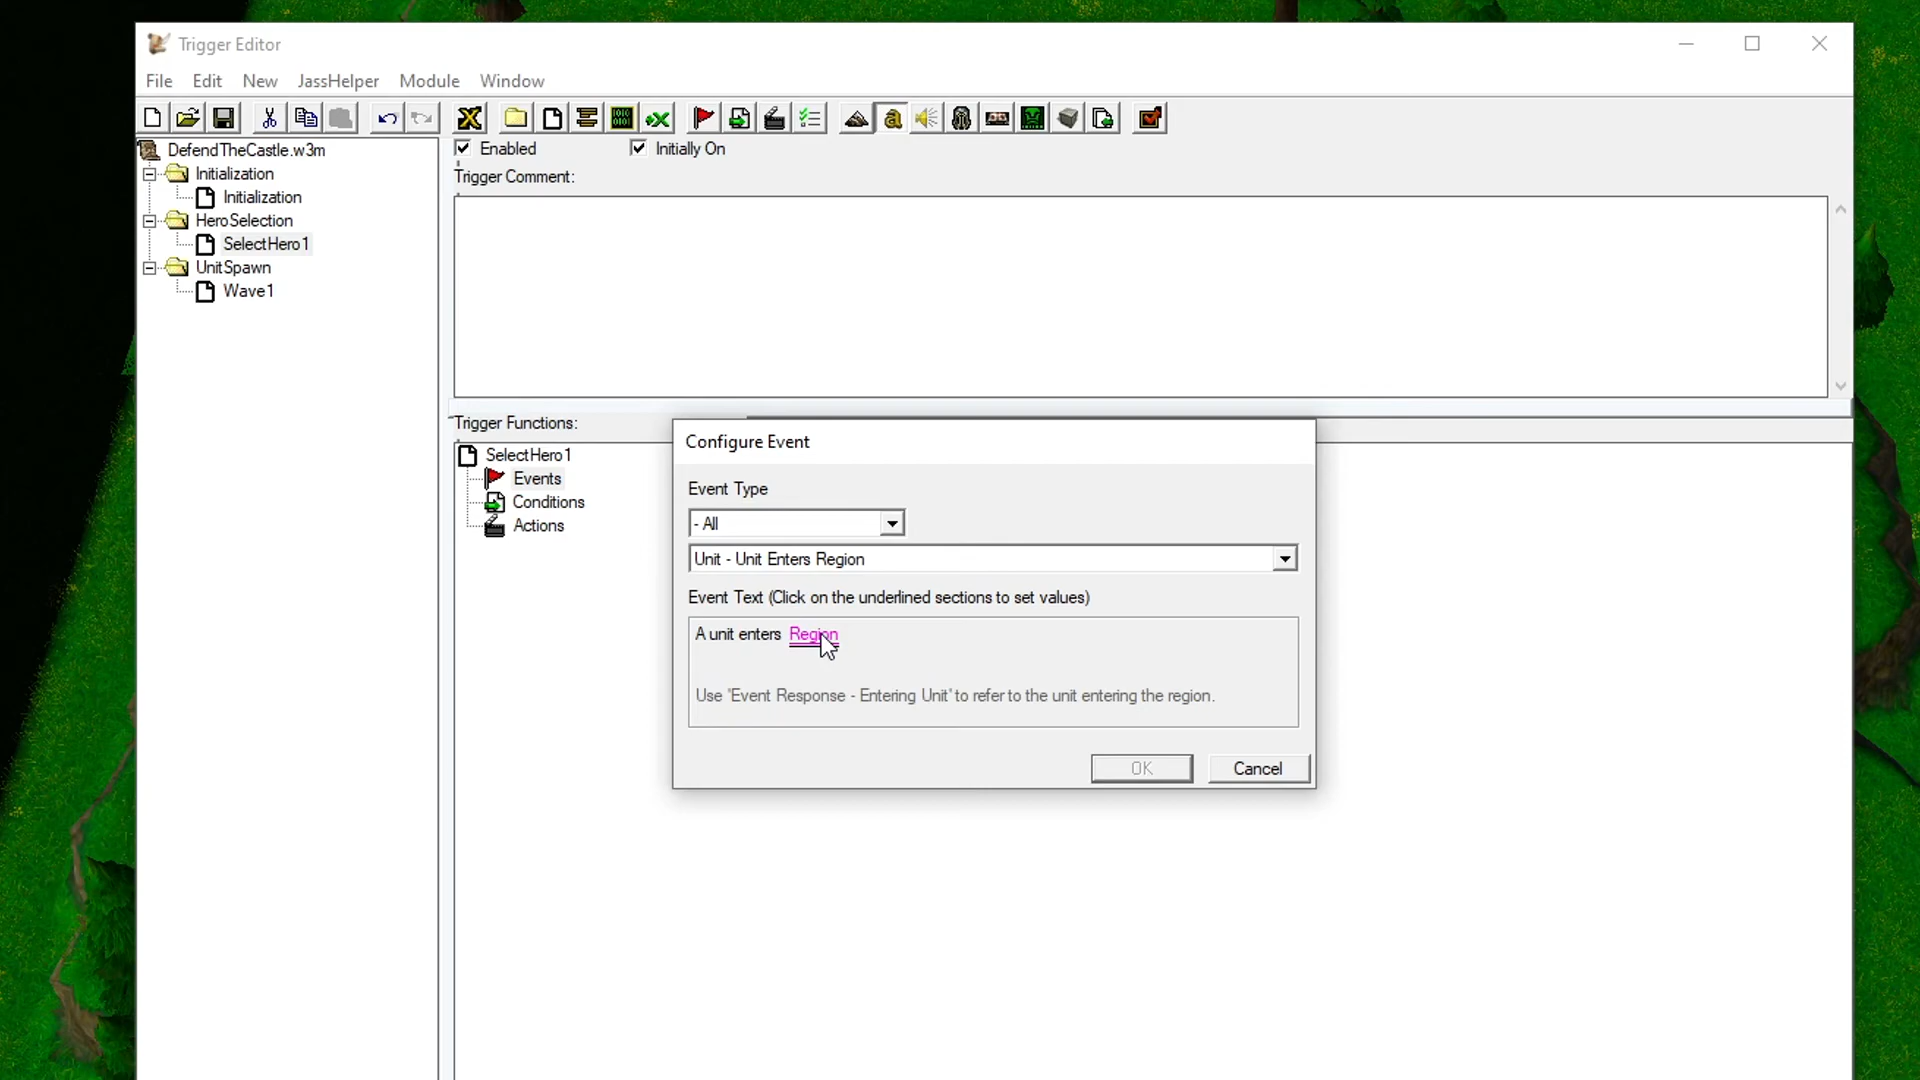 Trigger Editor
File Edit New JassHelper Module Window
DefendTheCastle.w3m
Initialization
Initialization
HeroSelection
SelectHero1
UnitSpawn
Wave1
Enabled
Initially On
Trigger Comment:
Trigger Functions:
SelectHero1
Events
Conditions
Actions
Configure Event
Event Type
- All
Unit - Unit Enters Region
Event Text (Click on the underlined sections to set values)
A unit enters Region
Use 'Event Response - Entering Unit' to refer to the unit entering the region.
OK
Cancel